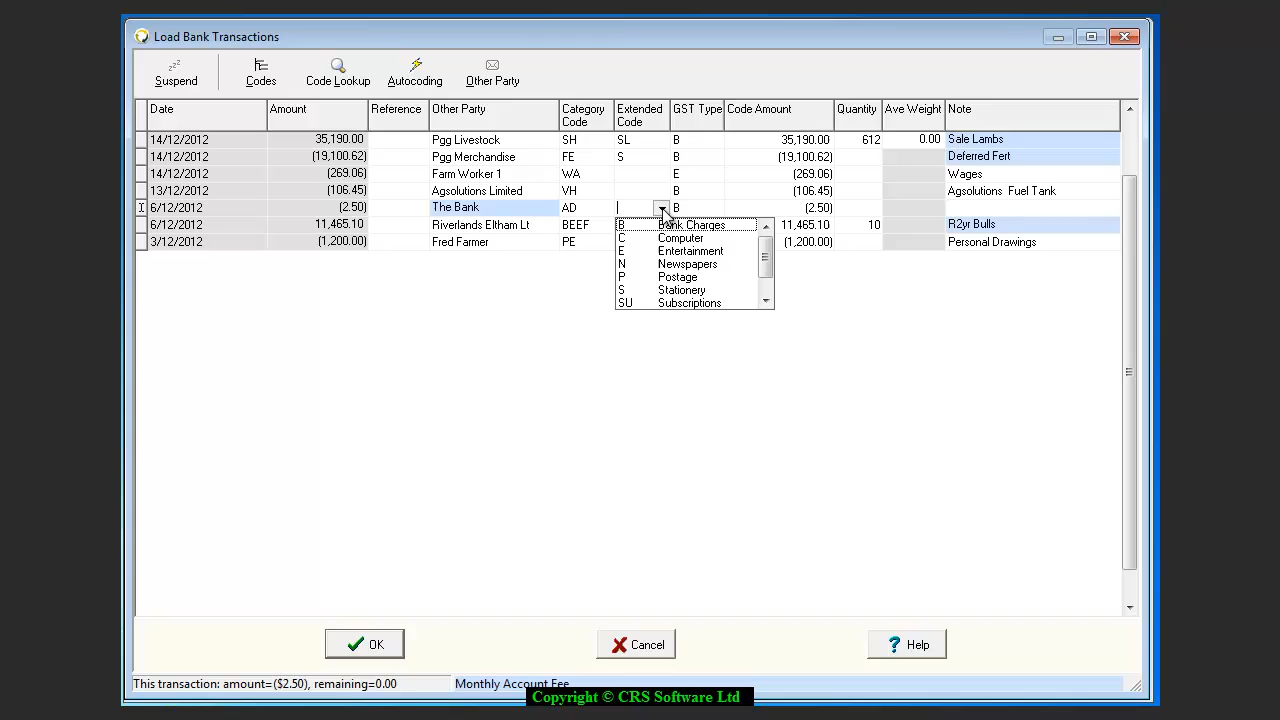 Load Bank Transactions
Suspend Codes Code Lookup Autocoding Other Party
Date Amount Reference Other Party Category Code Extended Code GST Type Code Amount Quantity Ave Weight Note
14/12/2012 35,190.00 Pgg Livestock SH SL B 35,190.00 612 0.00 Sale Lambs
14/12/2012 (19,100.62) Pgg Merchandise FE S B (19,100.62) Deferred Fert
14/12/2012 (269.06) Farm Worker 1 WA E (269.06) Wages
13/12/2012 (106.45) Agsolutions Limited VH B (106.45) Agsolutions Fuel Tank
6/12/2012 (2.50) The Bank AD B (2.50)
6/12/2012 11,465.10 Riverlands Eltham Lt BEEF 11,465.10 10 R2yr Bulls
3/12/2012 (1,200.00) Fred Farmer PE (1,200.00) Personal Drawings
B Bank Charges
C Computer
E Entertainment
N Newspapers
P Postage
S Stationery
SU Subscriptions
OK Cancel ? Help
This transaction: amount=($2.50), remaining=0.00 Monthly Account Fee
Copyright © CRS Software Ltd